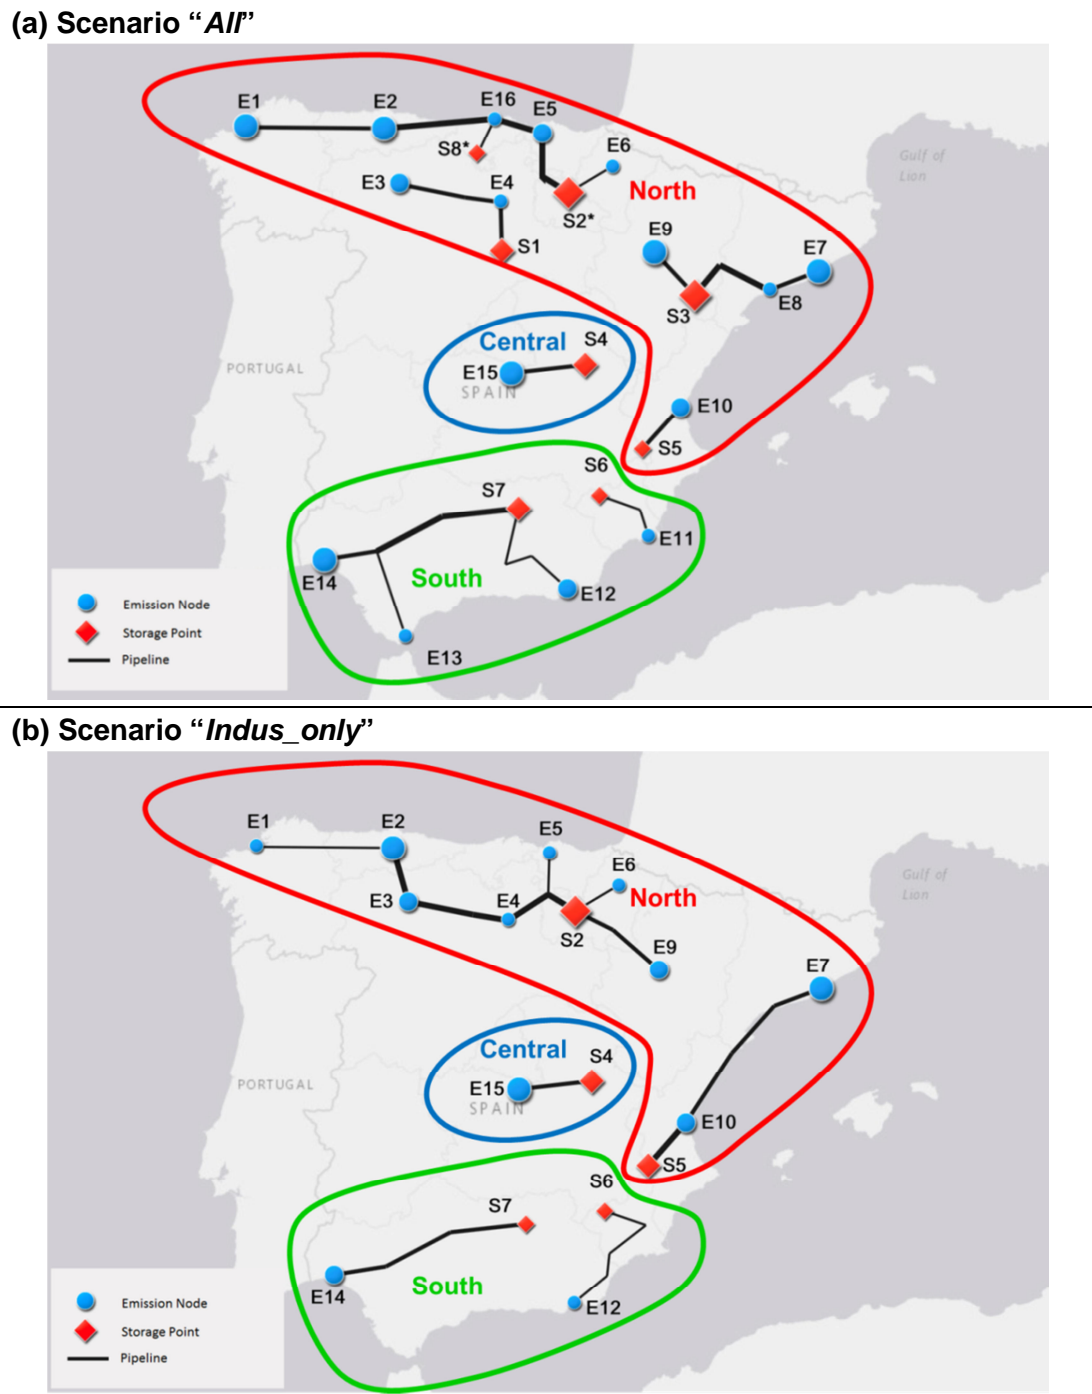 (a) Scenario “All”
E1
E2
E16
E5
S8*
E6
E3
E4
North
S2*
S1
E9
E7
S3
E8
Gulf of
Lion
Central
S4
E15
SPAIN
PORTUGAL
E10
S5
S6
S7
E11
E14
South
E12
E13
Emission Node
Storage Point
Pipeline
(b) Scenario “Indus_only”
E1
E2
E5
E6
E3
E4
North
S2
E9
E7
Gulf of
Lion
Central
S4
E15
SPAIN
PORTUGAL
E10
S5
S6
S7
E14
South
E12
Emission Node
Storage Point
Pipeline